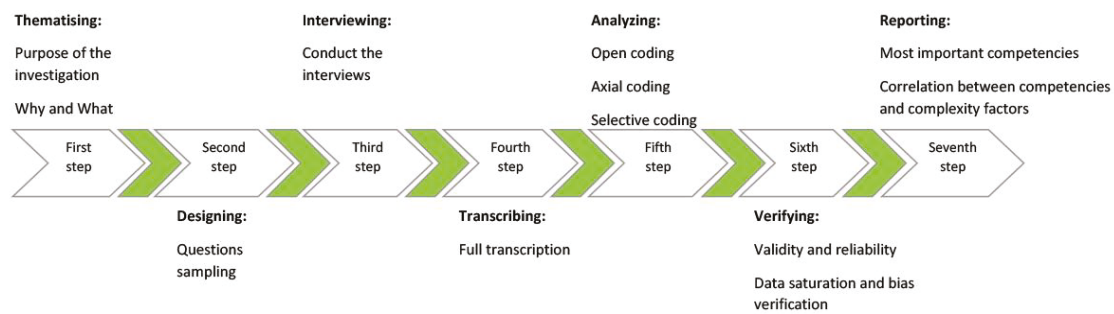 Thematising:
Purpose of the
investigation
Why and What
Interviewing:
Conduct the
interviews
Analyzing:
Open coding
Axial coding
Selective coding
Reporting:
Most important competencies
Correlation between competencies
and complexity factors
First
step
Second
step
Third
step
Fourth
step
Fifth
step
Sixth
step
Seventh
step
Designing:
Questions
sampling
Transcribing:
Full transcription
Verifying:
Validity and reliability
Data saturation and bias
verification